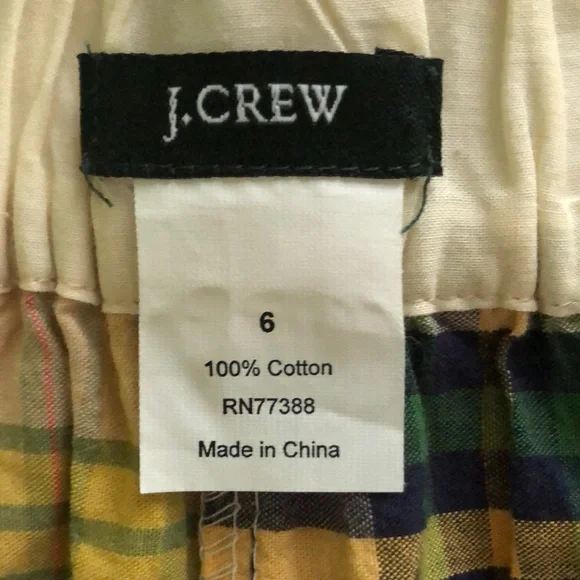 J.CREW
6
100% Cotton
RN77388
Made in China